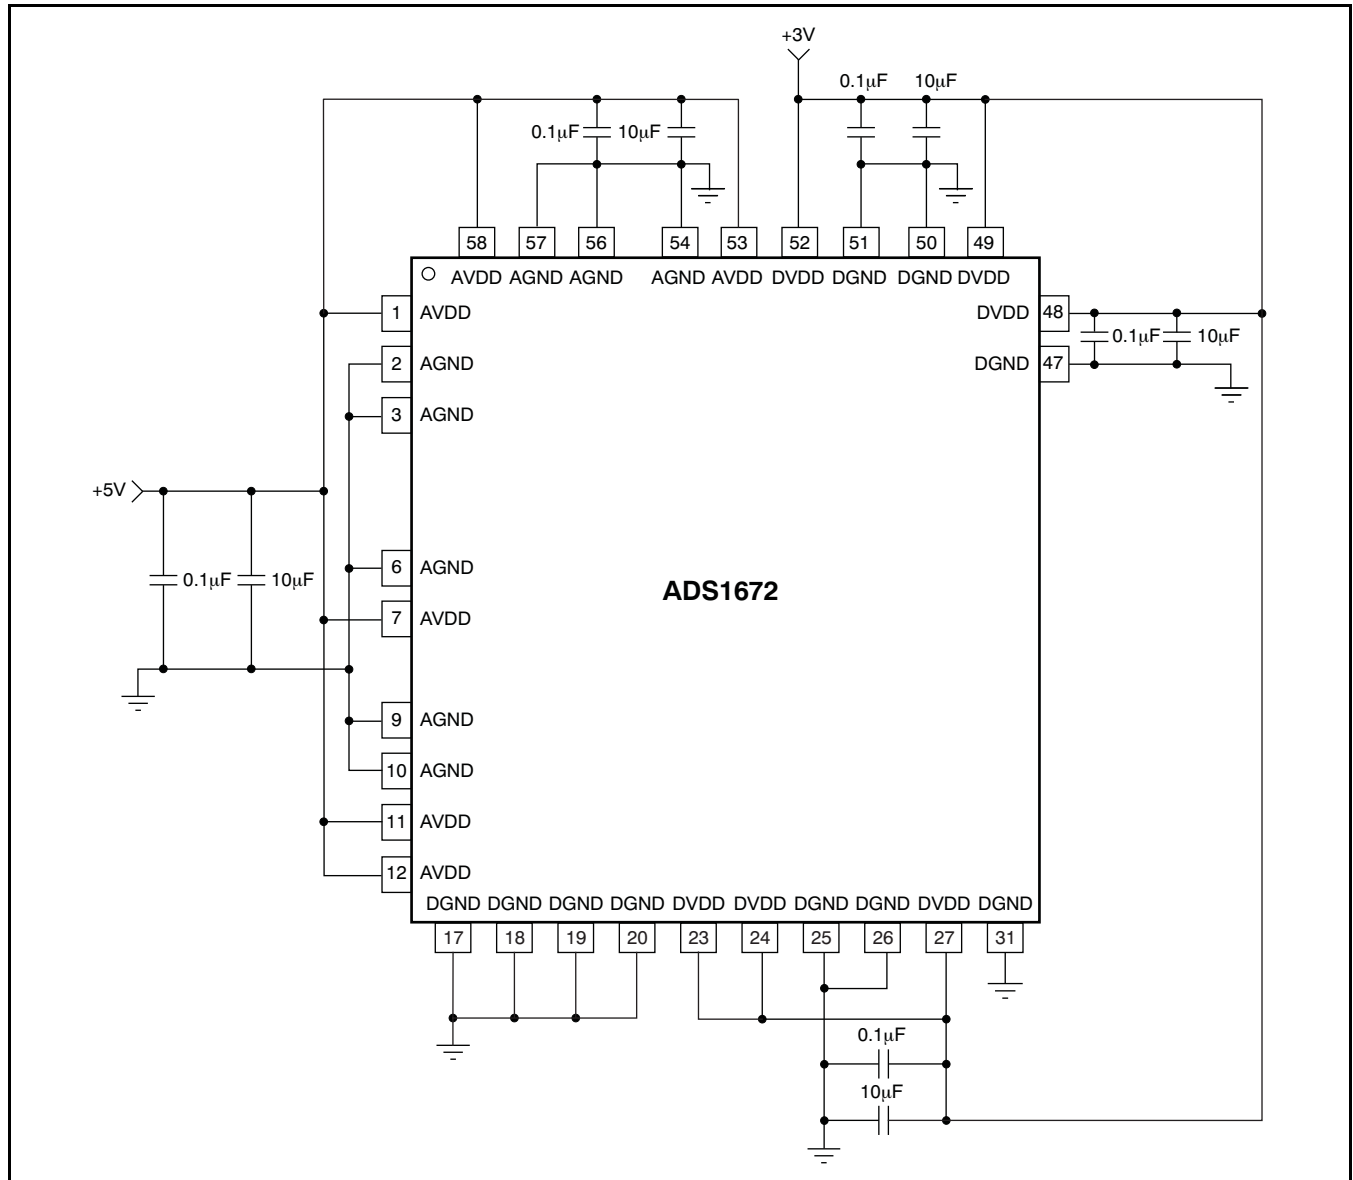 +3V
0.1μF 10μF
0.1μF 10μF
58 57 56 54 53 52 51 50 49
AVDD AGND AGND AGND AVDD DVDD DGND DGND DVDD
1 AVDD DVDD 48
0.1μF 10μF
2 AGND DGND 47
3 AGND
+5V
6 AGND
0.1μF 10μF
ADS1672
7 AVDD
9 AGND
10 AGND
11 AVDD
12 AVDD
DGND DGND DGND DGND DVDD DVDD DGND DGND DVDD DGND
17 18 19 20 23 24 25 26 27 31
0.1μF
10μF